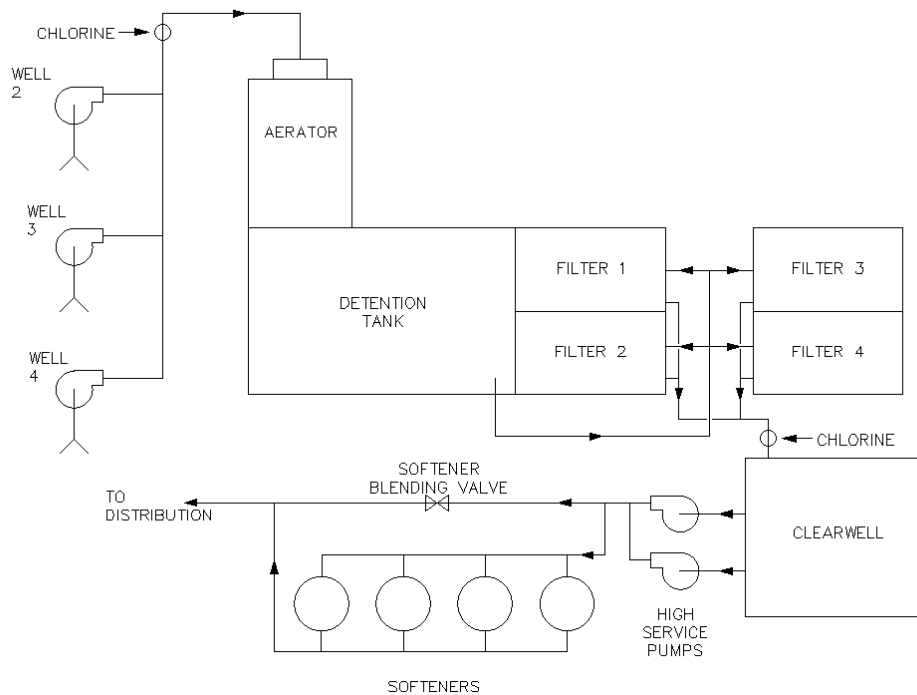 CHLORINE
WELL
2
AERATOR
WELL
3
FILTER 1
FILTER 3
DETENTION
TANK
FILTER 2
FILTER 4
WELL
4
CHLORINE
SOFTENER
BLENDING VALVE
TO
DISTRIBUTION
CLEARWELL
HIGH
SERVICE
PUMPS
SOFTENERS